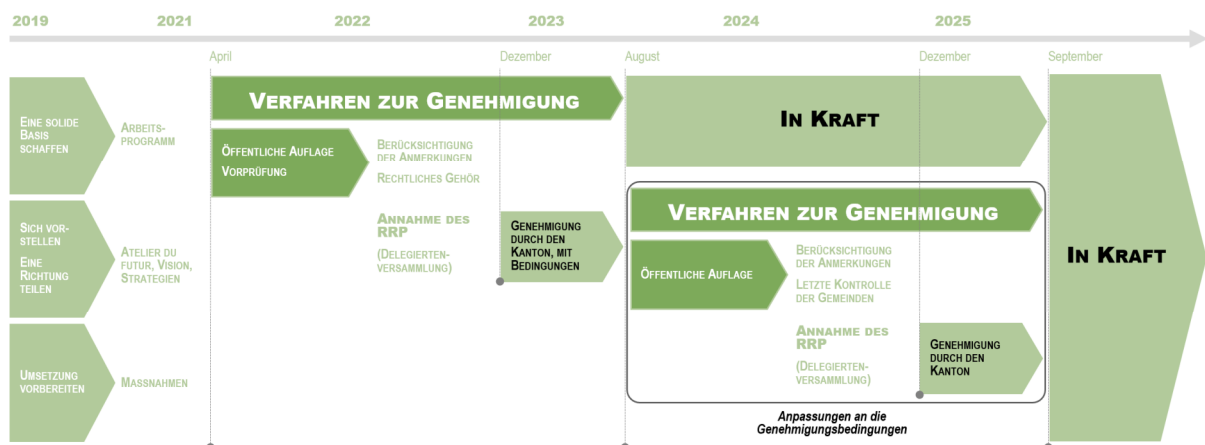 2019 2021 2022 2023 2024 2025
April Dezember August Dezember September
EINE SOLIDE
BASIS
SCHAFFEN
ARBEITS-
PROGRAMM
SICH VOR-
STELLEN
EINE
RICHTUNG
TEILEN
ATELIER DU
FUTUR, VISION,
STRATEGIEN
UMSETZUNG
VORBEREITEN
MASSNAHMEN
VERFAHREN ZUR GENEHMIGUNG
ÖFFENTLICHE AUFLAGE
VORPRÜFUNG
BERÜCKSICHTIGUNG
DER ANMERKUNGEN
RECHTLICHES GEHÖR
ANNAHME DES
RRP
(DELEGIERTEN-
VERSAMMLUNG)
GENEHMIGUNG
DURCH DEN
KANTON, MIT
BEDINGUNGEN
IN KRAFT
VERFAHREN ZUR GENEHMIGUNG
ÖFFENTLICHE AUFLAGE
BERÜCKSICHTIGUNG
DER ANMERKUNGEN
LETZTE KONTROLLE
DER GEMEINDEN
ANNAHME DES
RRP
(DELEGIERTEN-
VERSAMMLUNG)
GENEHMIGUNG
DURCH DEN
KANTON
Anpassungen an die
Genehmigungsbedingungen
IN KRAFT